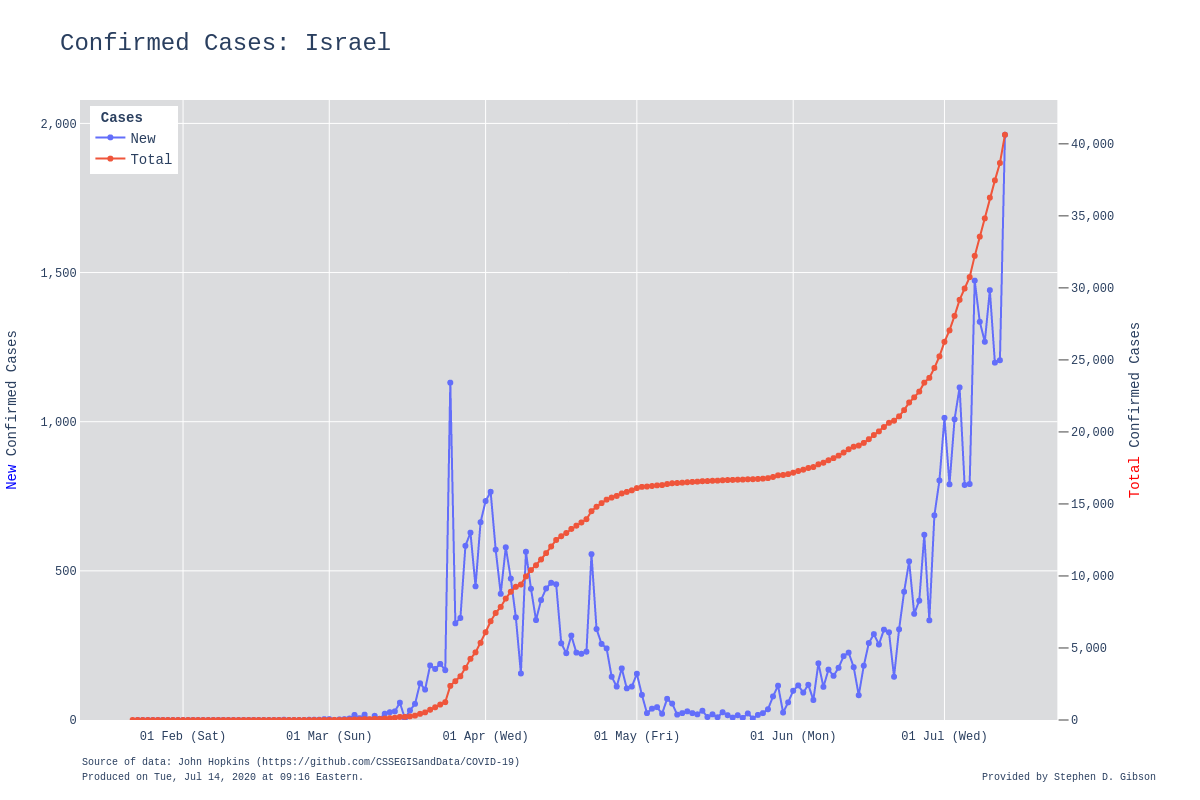 Confirmed Cases: Israel
Cases
New
Total
2,000
1,500
1,000
500
0
New Confirmed Cases
40,000
35,000
30,000
25,000
20,000
15,000
10,000
5,000
0
Total Confirmed Cases
01 Feb (Sat)
01 Mar (Sun)
01 Apr (Wed)
01 May (Fri)
01 Jun (Mon)
01 Jul (Wed)
Source of data: John Hopkins (https://github.com/CSSEGISandData/COVID-19)
Produced on Tue, Jul 14, 2020 at 09:16 Eastern.
Provided by Stephen D. Gibson